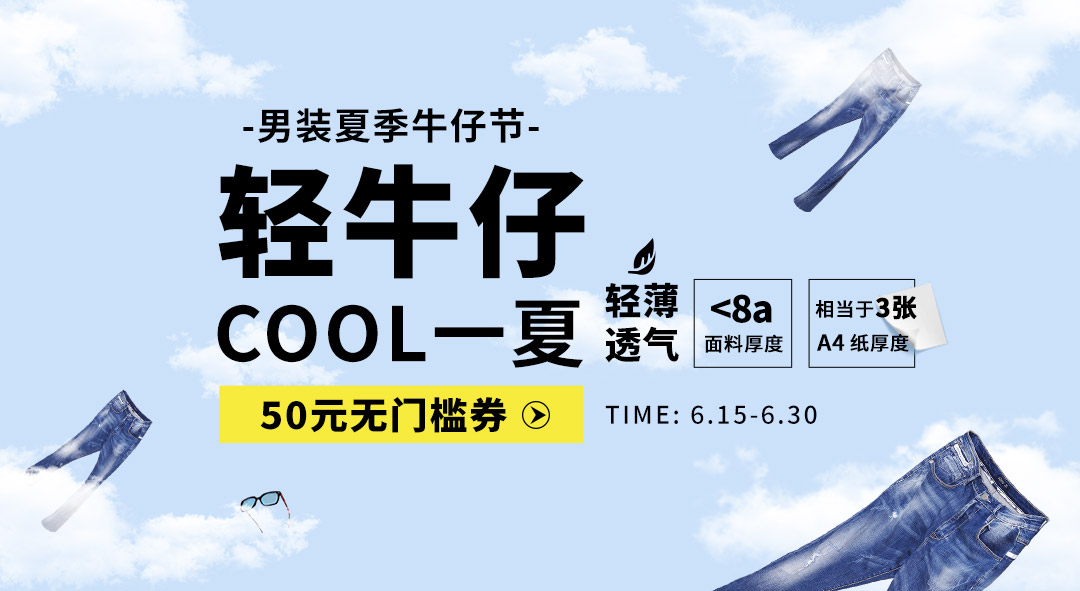 -男装夏季牛仔节-
轻牛仔
COOL一夏
轻薄
透气
<8a
面料厚度
相当于3张
A4 纸厚度
50元无门槛券
TIME: 6.15-6.30